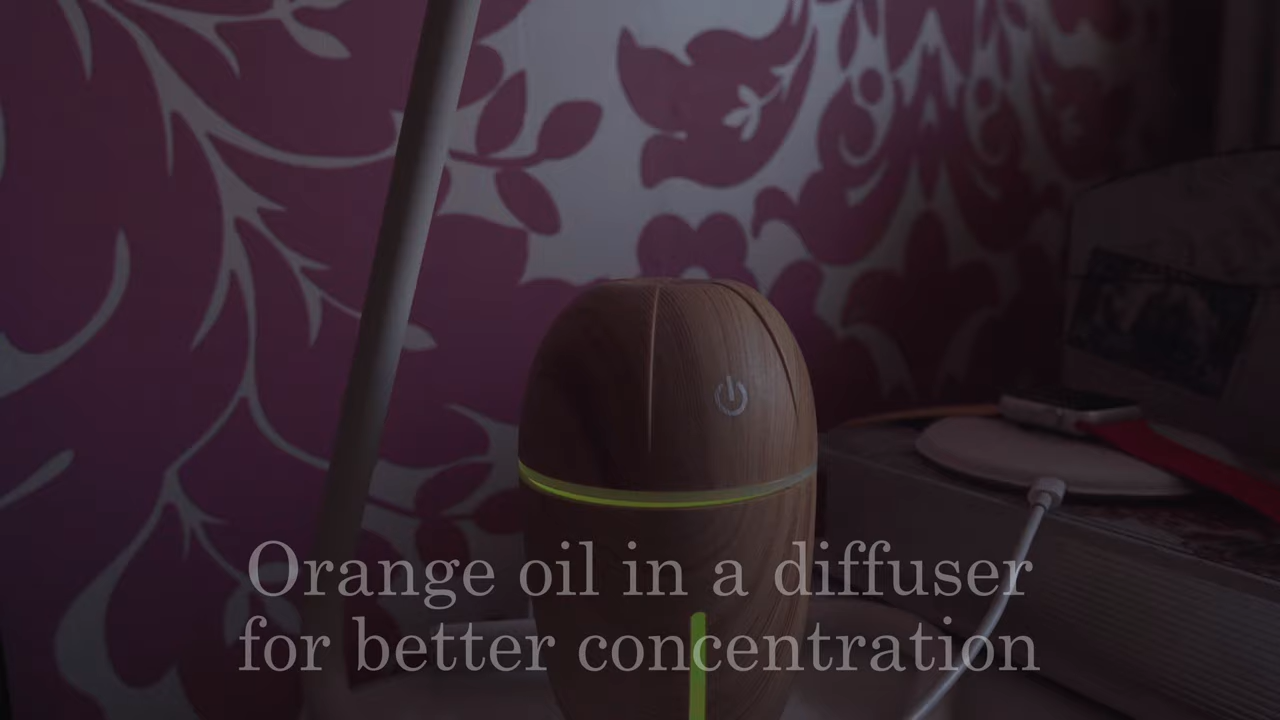 Orange oil in a diffuser
for better concentration